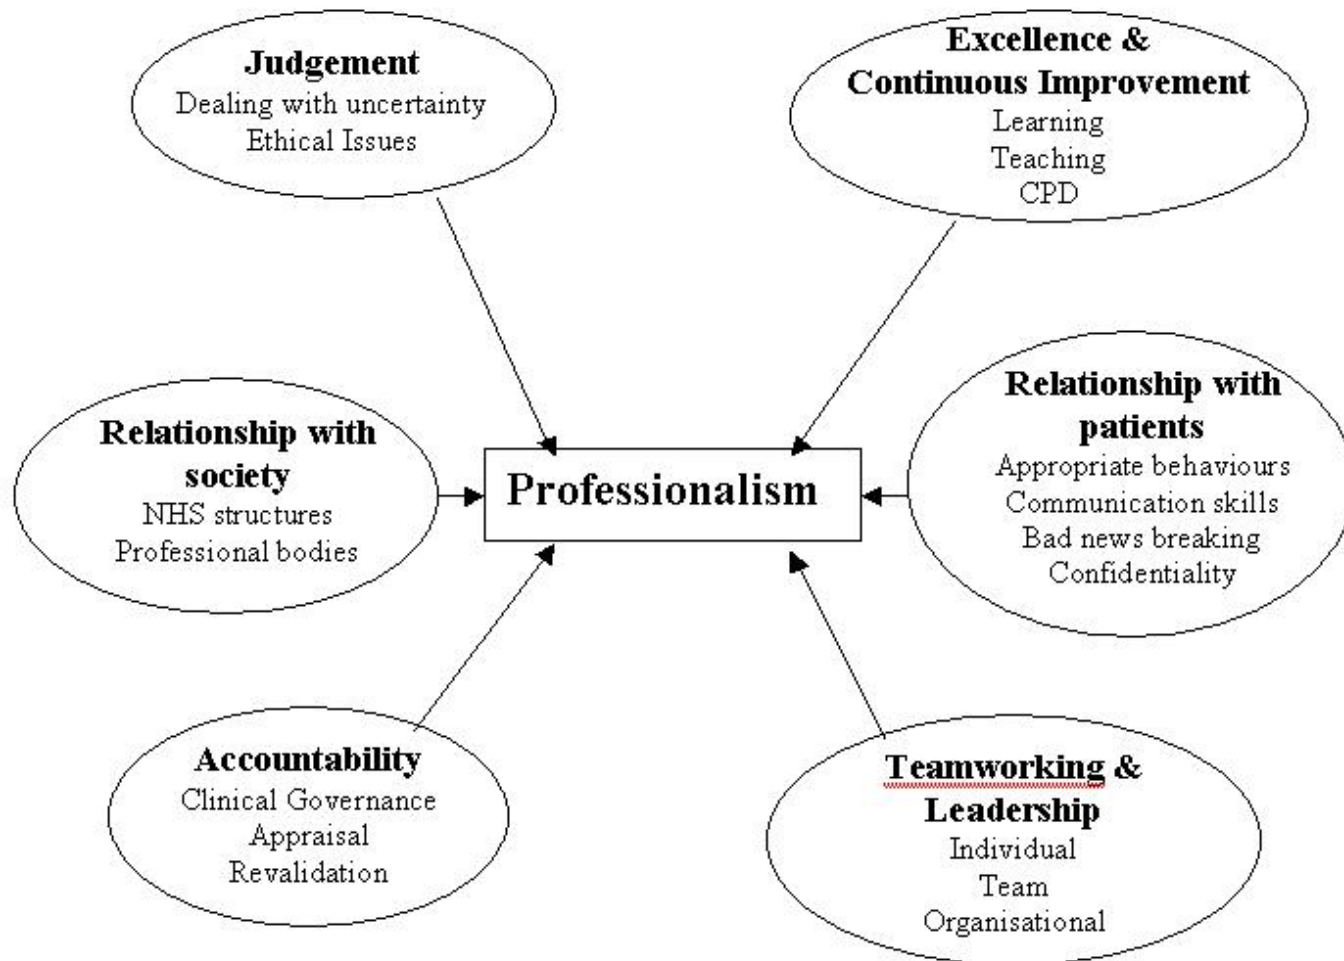 Judgement
Dealing with uncertainty
Ethical Issues
Excellence &
Continuous Improvement
Learning
Teaching
CPD
Relationship with
society
NHS structures
Professional bodies
Professionalism
Relationship with
patients
Appropriate behaviours
Communication skills
Bad news breaking
Confidentiality
Accountability
Clinical Governance
Appraisal
Revalidation
Teamworking &
Leadership
Individual
Team
Organisational